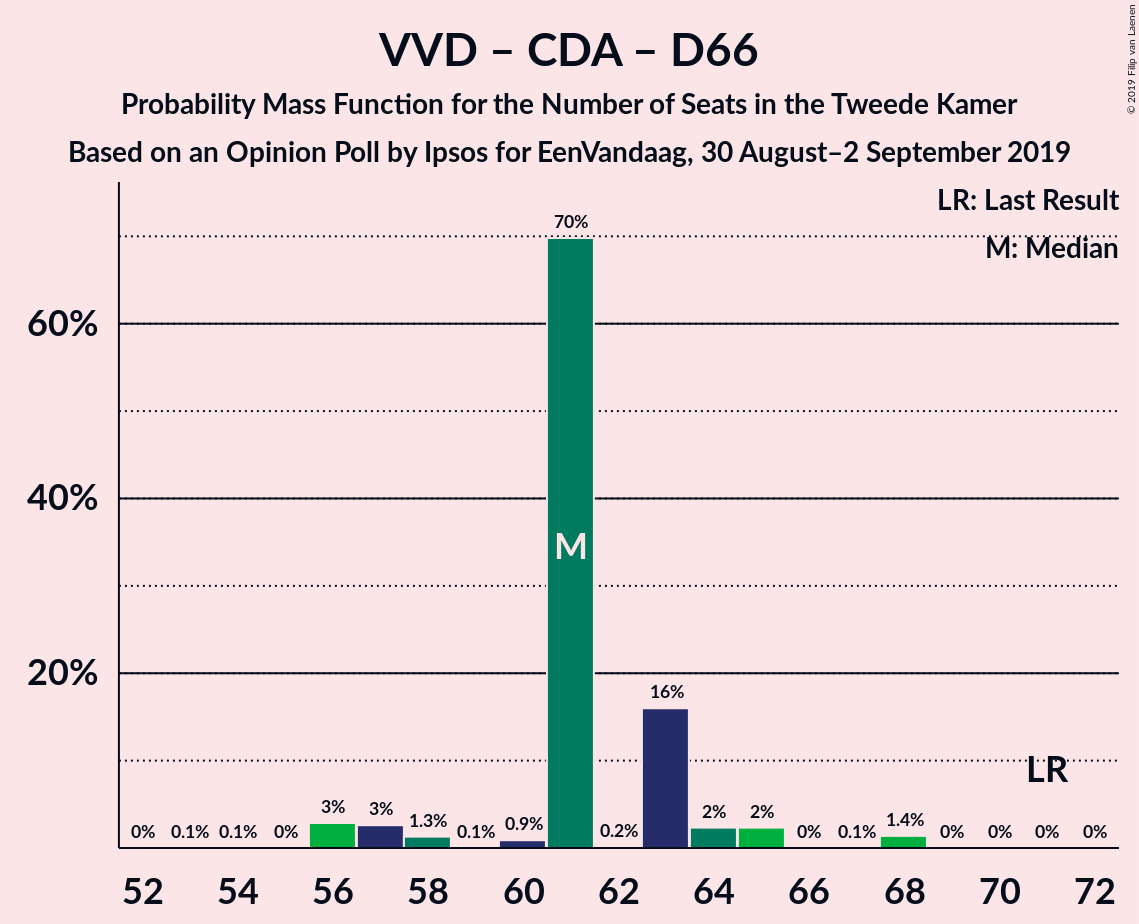 VVD – CDA – D66
Probability Mass Function for the Number of Seats in the Tweede Kamer
Based on an Opinion Poll by Ipsos for EenVandaag, 30 August–2 September 2019
© 2019 Filip van Laenen
LR: Last Result
M: Median
60%
40%
20%
0% 0.1% 0.1% 0% 3% 3% 1.3% 0.1% 0.9% 70% 0.2% 16% 2% 2% 0% 0.1% 1.4% 0% 0% 0% 0%
M
LR
52 54 56 58 60 62 64 66 68 70 72